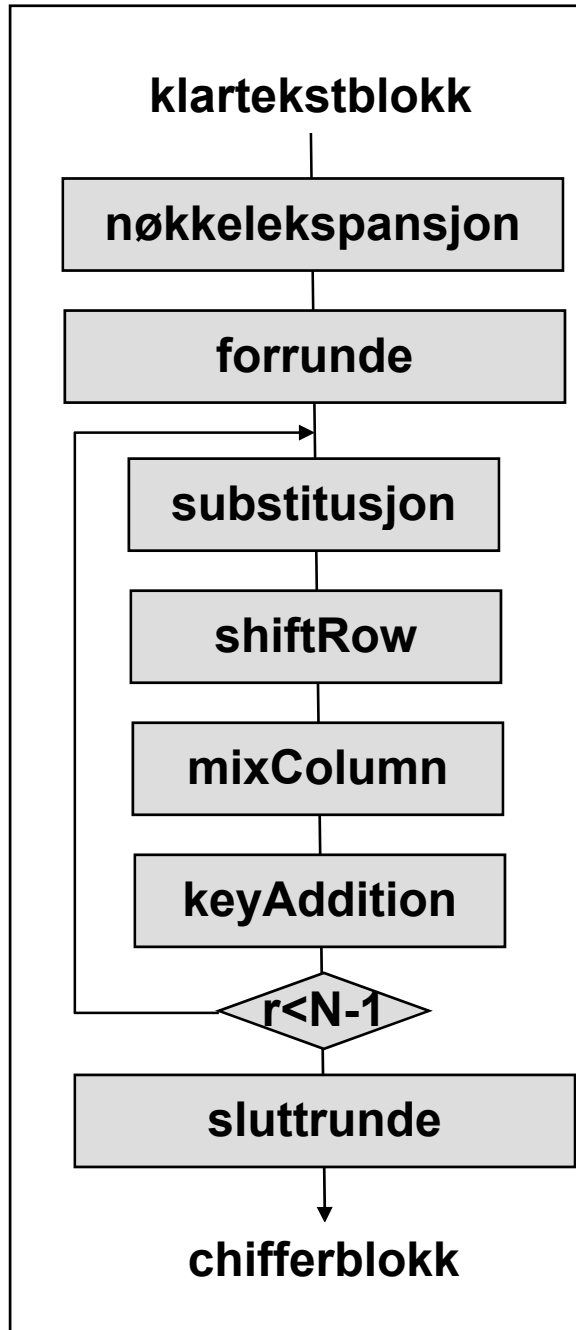 klartekstblokk
nøkkelekspansjon
forrunde
substitusjon
shiftRow
mixColumn
keyAddition
r<N-1
sluttrunde
chifferblokk